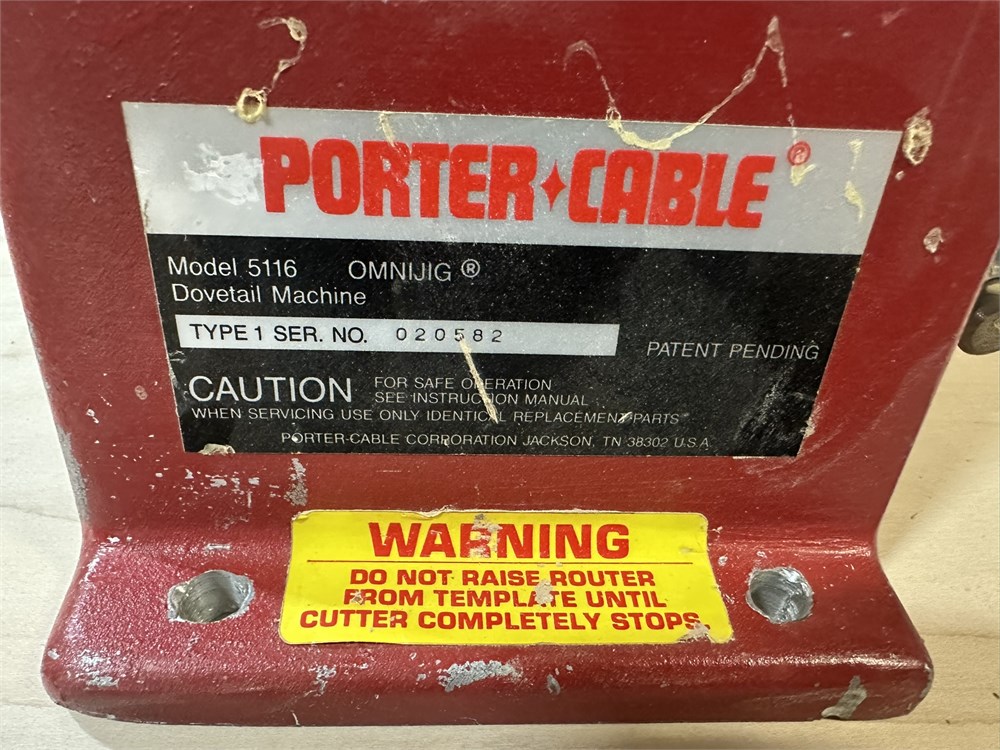 PORTER✦CABLE®
Model 5116 OMNIJIG ®
Dovetail Machine
TYPE 1 SER. NO. 020582
PATENT PENDING
CAUTION FOR SAFE OPERATION
SEE INSTRUCTION MANUAL
WHEN SERVICING USE ONLY IDENTICAL REPLACEMENT PARTS
PORTER-CABLE CORPORATION JACKSON, TN 38302 U.S.A.
WARNING
DO NOT RAISE ROUTER
FROM TEMPLATE UNTIL
CUTTER COMPLETELY STOPS.